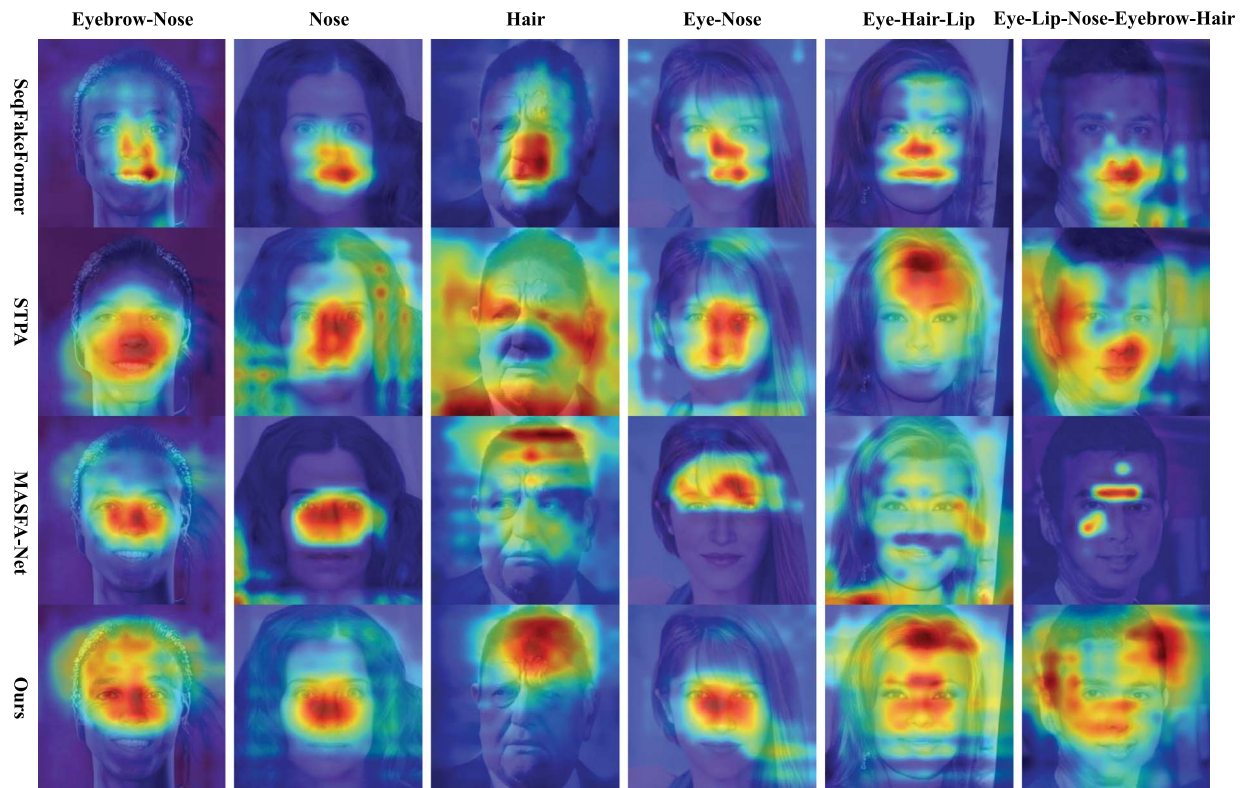 Eyebrow-Nose
Nose
Hair
Eye-Nose
Eye-Hair-Lip
Eye-Lip-Nose-Eyebrow-Hair
SeqFakeFormer
STPA
MASFA-Net
Ours